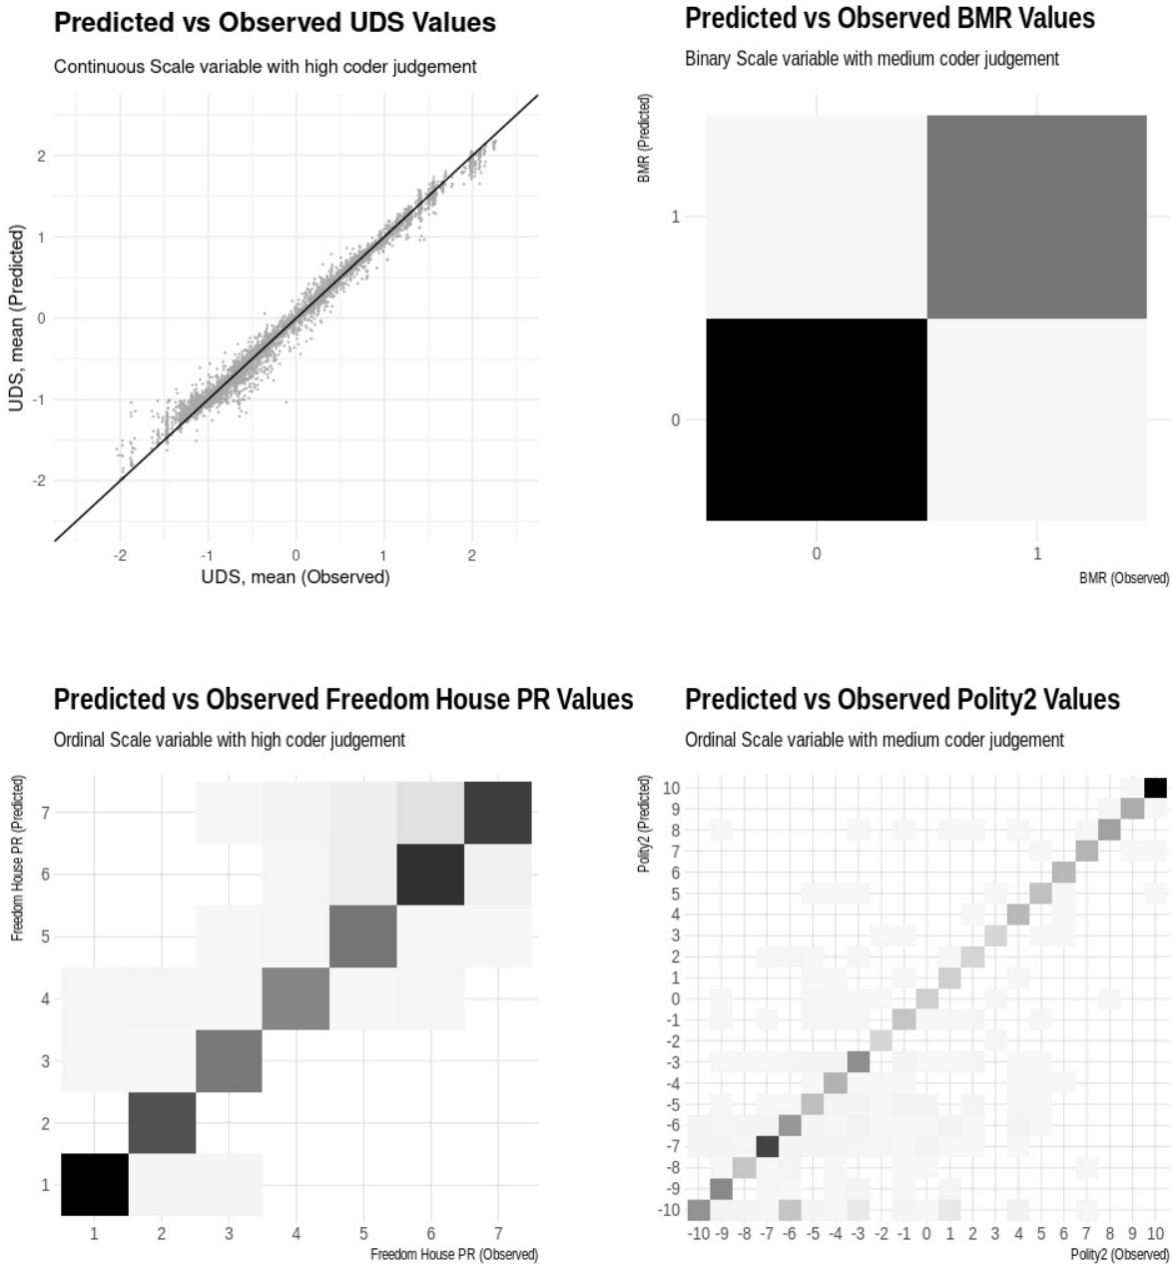 Predicted vs Observed UDS Values
Continuous Scale variable with high coder judgement
UDS, mean (Predicted)
2
1
0
-1
-2
-2 -1 0 1 2
UDS, mean (Observed)
Predicted vs Observed BMR Values
Binary Scale variable with medium coder judgement
BMR (Predicted)
1
0
0 1
BMR (Observed)
Predicted vs Observed Freedom House PR Values
Ordinal Scale variable with high coder judgement
Freedom House PR (Predicted)
7
6
5
4
3
2
1
1 2 3 4 5 6 7
Freedom House PR (Observed)
Predicted vs Observed Polity2 Values
Ordinal Scale variable with medium coder judgement
Polity2 (Predicted)
10
9
8
7
6
5
4
3
2
1
0
-1
-2
-3
-4
-5
-6
-7
-8
-9
-10
-10 -9 -8 -7 -6 -5 -4 -3 -2 -1 0 1 2 3 4 5 6 7 8 9 10
Polity2 (Observed)